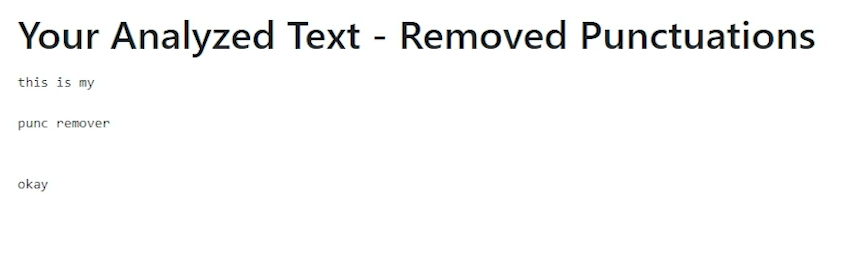 Your Analyzed Text - Removed Punctuations
this is my
punc remover
okay